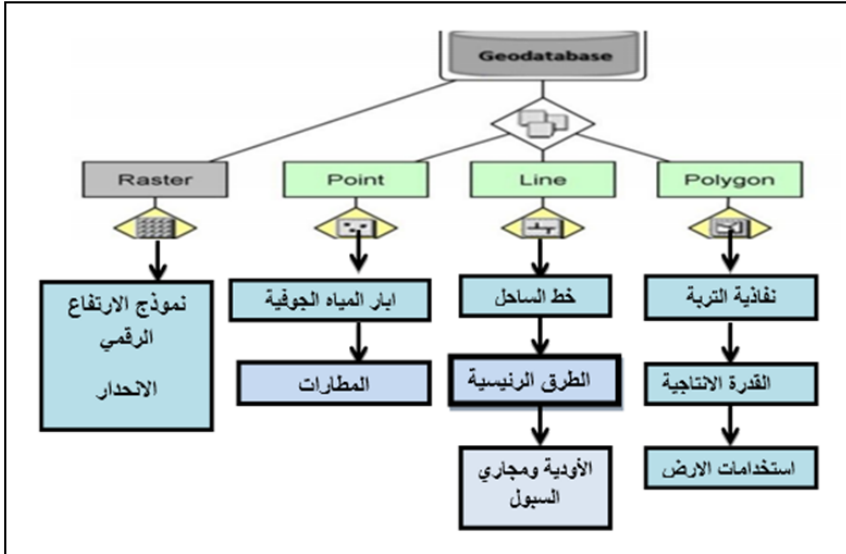 Geodatabase
Raster
Point
Line
Polygon
نموذج الارتفاع
الرقمي
الانحدار
ابار المياه الجوفية
المطارات
خط الساحل
الطرق الرئيسية
الأودية ومجاري
السيول
نفاذية التربة
القدرة الانتاجية
استخدامات الارض